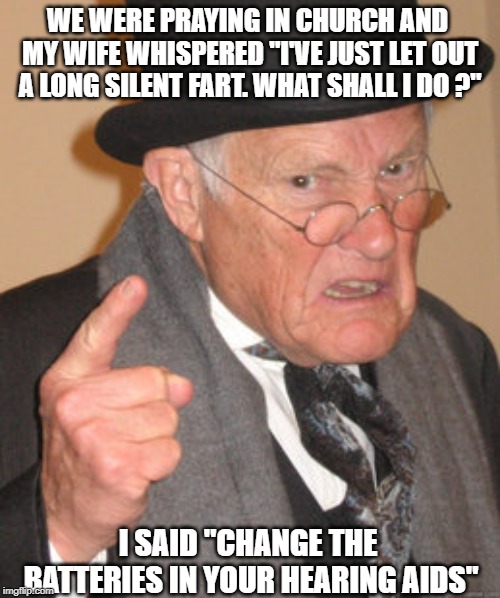 WE WERE PRAYING IN CHURCH AND
MY WIFE WHISPERED "I'VE JUST LET OUT
A LONG SILENT FART. WHAT SHALL I DO ?"
I SAID "CHANGE THE
BATTERIES IN YOUR HEARING AIDS"
imgflip.com